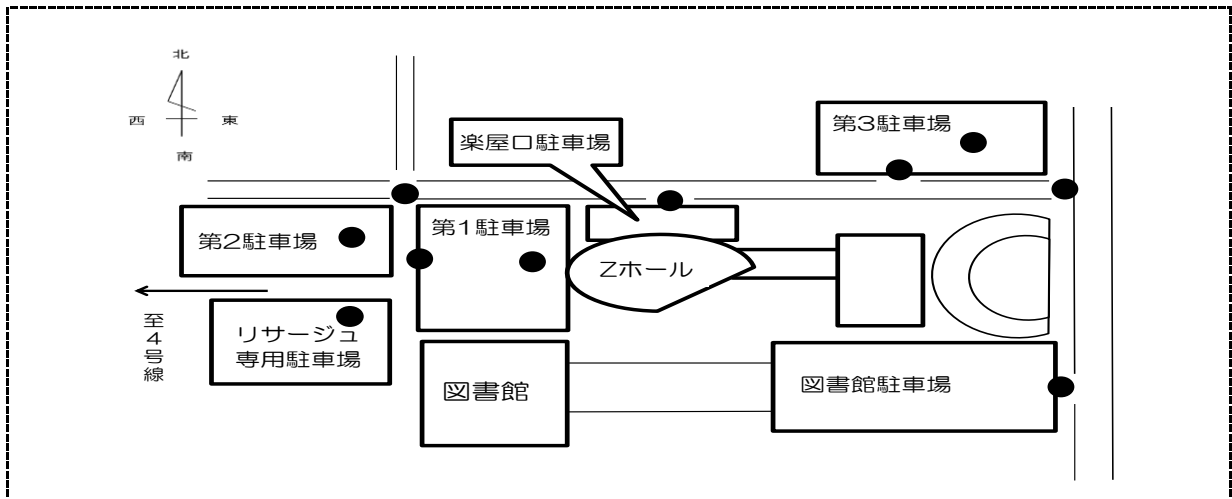 北
西
東
南
第3駐車場
楽屋口駐車場
第2駐車場
第1駐車場
Zホール
至4号線
リサージュ
専用駐車場
図書館
図書館駐車場